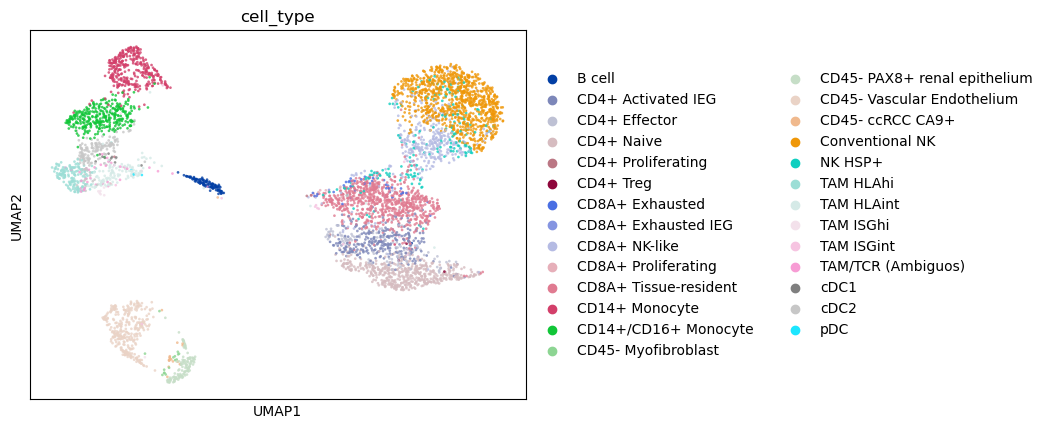 cell_type
UMAP2
UMAP1
B cell
CD4+ Activated IEG
CD4+ Effector
CD4+ Naive
CD4+ Proliferating
CD4+ Treg
CD8A+ Exhausted
CD8A+ Exhausted IEG
CD8A+ NK-like
CD8A+ Proliferating
CD8A+ Tissue-resident
CD14+ Monocyte
CD14+/CD16+ Monocyte
CD45- Myofibroblast
CD45- PAX8+ renal epithelium
CD45- Vascular Endothelium
CD45- ccRCC CA9+
Conventional NK
NK HSP+
TAM HLAhi
TAM HLAint
TAM ISGhi
TAM ISGint
TAM/TCR (Ambiguos)
cDC1
cDC2
pDC